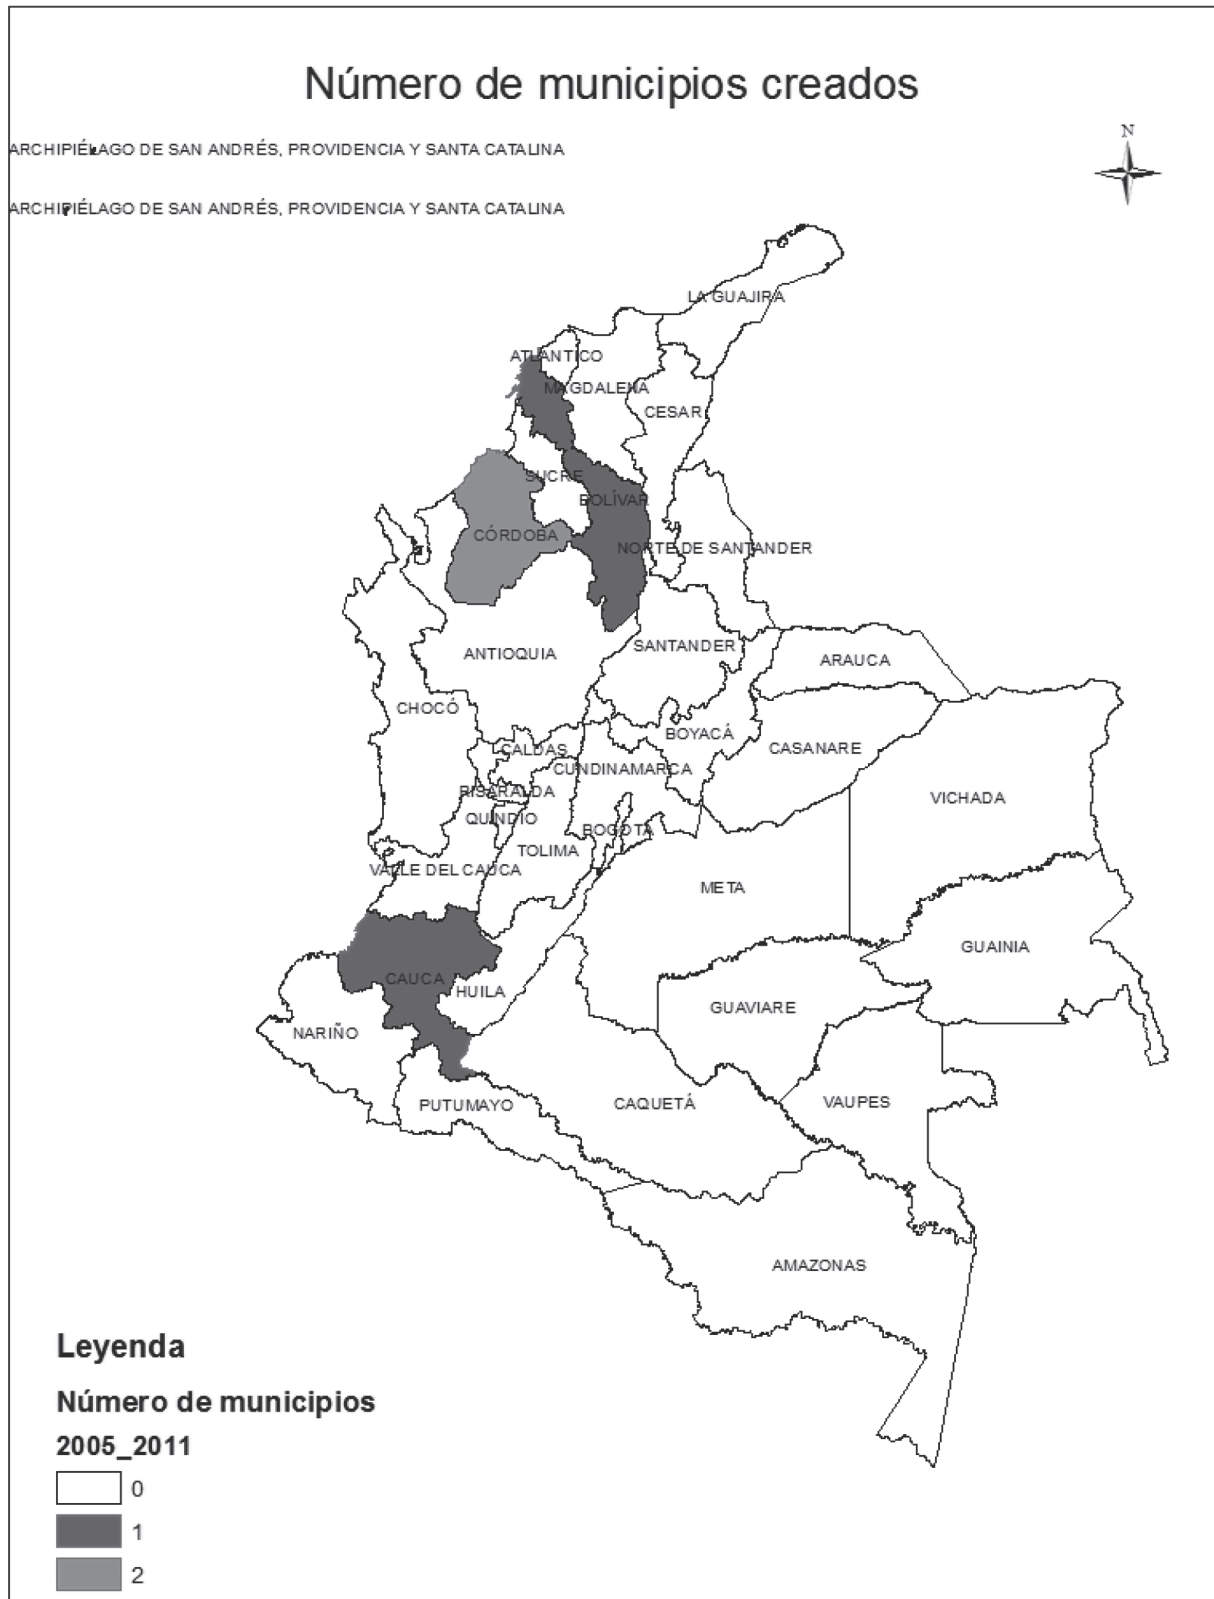 Número de municipios creados
N
ARCHIPIÉLAGO DE SAN ANDRÉS, PROVIDENCIA Y SANTA CATALINA
ARCHIPIÉLAGO DE SAN ANDRÉS, PROVIDENCIA Y SANTA CATALINA
LA GUAJIRA
ATLÁNTICO
MAGDALENA
CESAR
SUCRE
BOLÍVAR
CÓRDOBA
NORTE DE SANTANDER
SANTANDER
ANTIOQUIA
ARAUCA
CHOCÓ
BOYACÁ
CALDAS
CASANARE
CUNDINAMARCA
RISARALDA
VICHADA
QUINDIO
BOGOTÁ
TOLIMA
VALLE DEL CAUCA
META
GUAINIA
CAUCA
HUILA
GUAVIARE
NARIÑO
CAQUETÁ
VAUPES
PUTUMAYO
AMAZONAS
Leyenda
Número de municipios
2005_2011
0
1
2